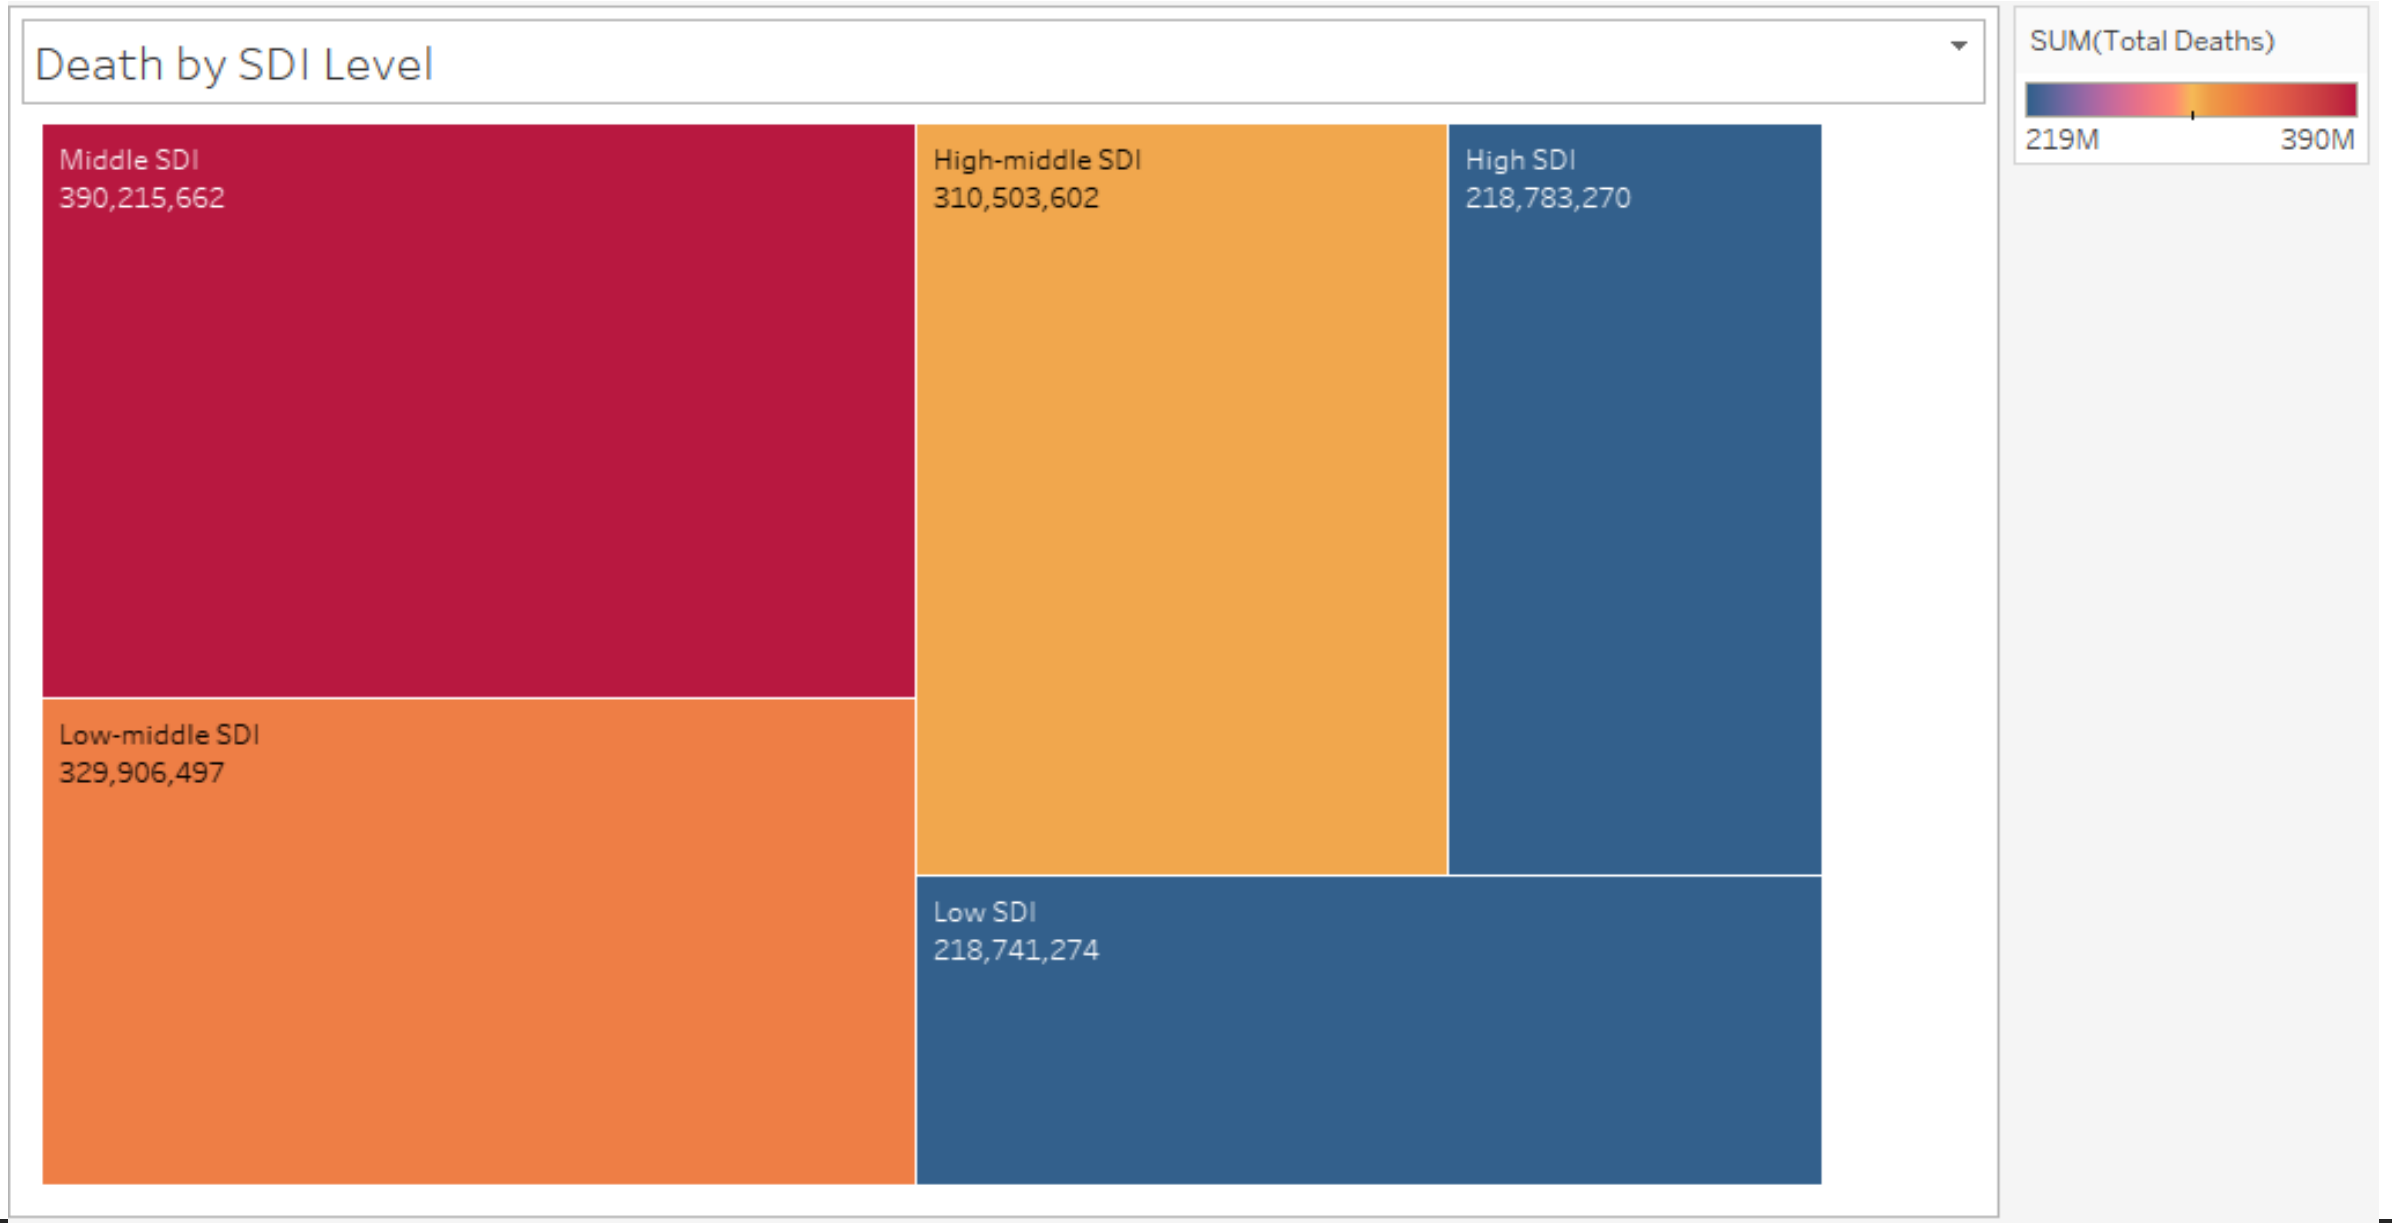 Death by SDI Level
SUM(Total Deaths)
219M
390M
Middle SDI
390,215,662
High-middle SDI
310,503,602
High SDI
218,783,270
Low-middle SDI
329,906,497
Low SDI
218,741,274